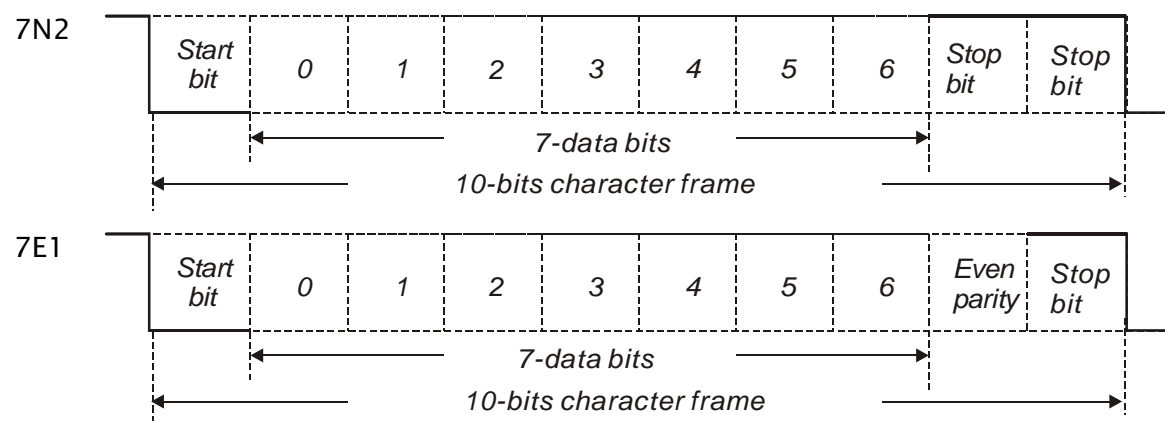 7N2
Start bit 0 1 2 3 4 5 6 Stop bit Stop bit
7-data bits
10-bits character frame
7E1
Start bit 0 1 2 3 4 5 6 Even parity Stop bit
7-data bits
10-bits character frame